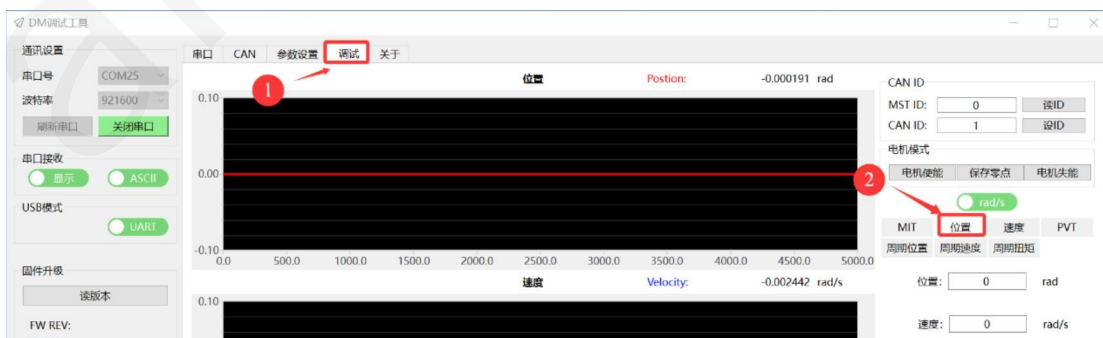 DM调试工具
通讯设置
串口号 COM25
波特率 921600
刷新串口 关闭串口
串口接收
显示 ASCII
USB模式
UART
固件升级
读版本
FW REV:
串口 CAN 参数设置 调试 关于
1
位置 Postion: -0.000191 rad
0.10
0.00
-0.10
0.0 500.0 1000.0 1500.0 2000.0 2500.0 3000.0 3500.0 4000.0 4500.0 5000.0
速度 Velocity: -0.002442 rad/s
0.10
CAN ID
MST ID: 0 读ID
CAN ID: 1 设ID
电机模式
电机使能 保存零点 电机失能
2
rad/s
MIT 位置 速度 PVT
周期位置 周期速度 周期扭矩
位置: 0 rad
速度: 0 rad/s